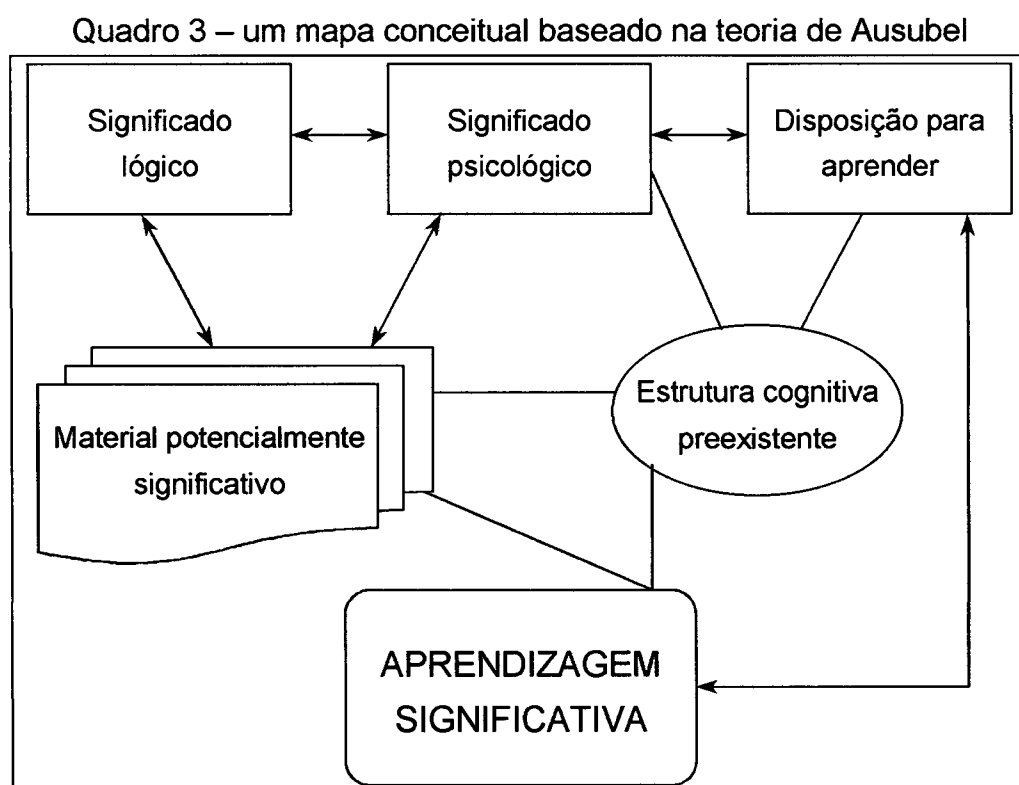 Quadro 3 – um mapa conceitual baseado na teoria de Ausubel
Significado
lógico
Significado
psicológico
Disposição para
aprender
Estrutura cognitiva
preexistente
Material potencialmente
significativo
APRENDIZAGEM
SIGNIFICATIVA